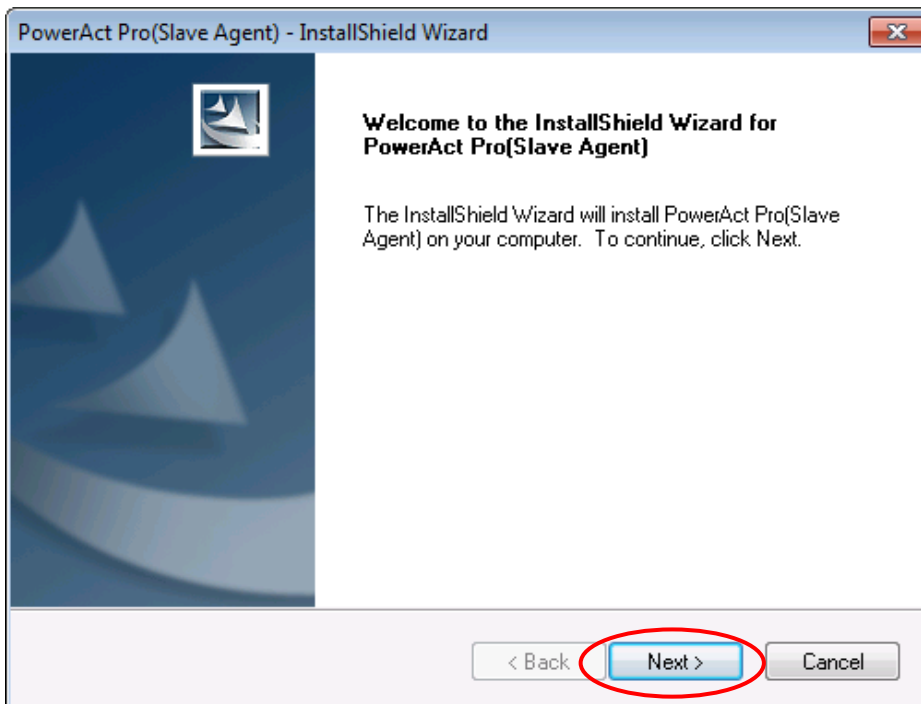 PowerAct Pro(Slave Agent) - InstallShield Wizard
Welcome to the InstallShield Wizard for
PowerAct Pro(Slave Agent)
The InstallShield Wizard will install PowerAct Pro(Slave
Agent) on your computer.  To continue, click Next.
< Back
Next >
Cancel